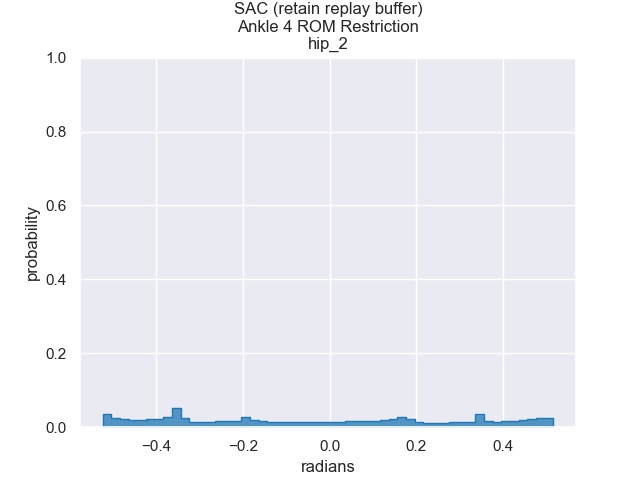 SAC (retain replay buffer)
Ankle 4 ROM Restriction
hip_2
1.0
0.8
0.6
0.4
0.2
0.0
probability
−0.4 −0.2 0.0 0.2 0.4
radians